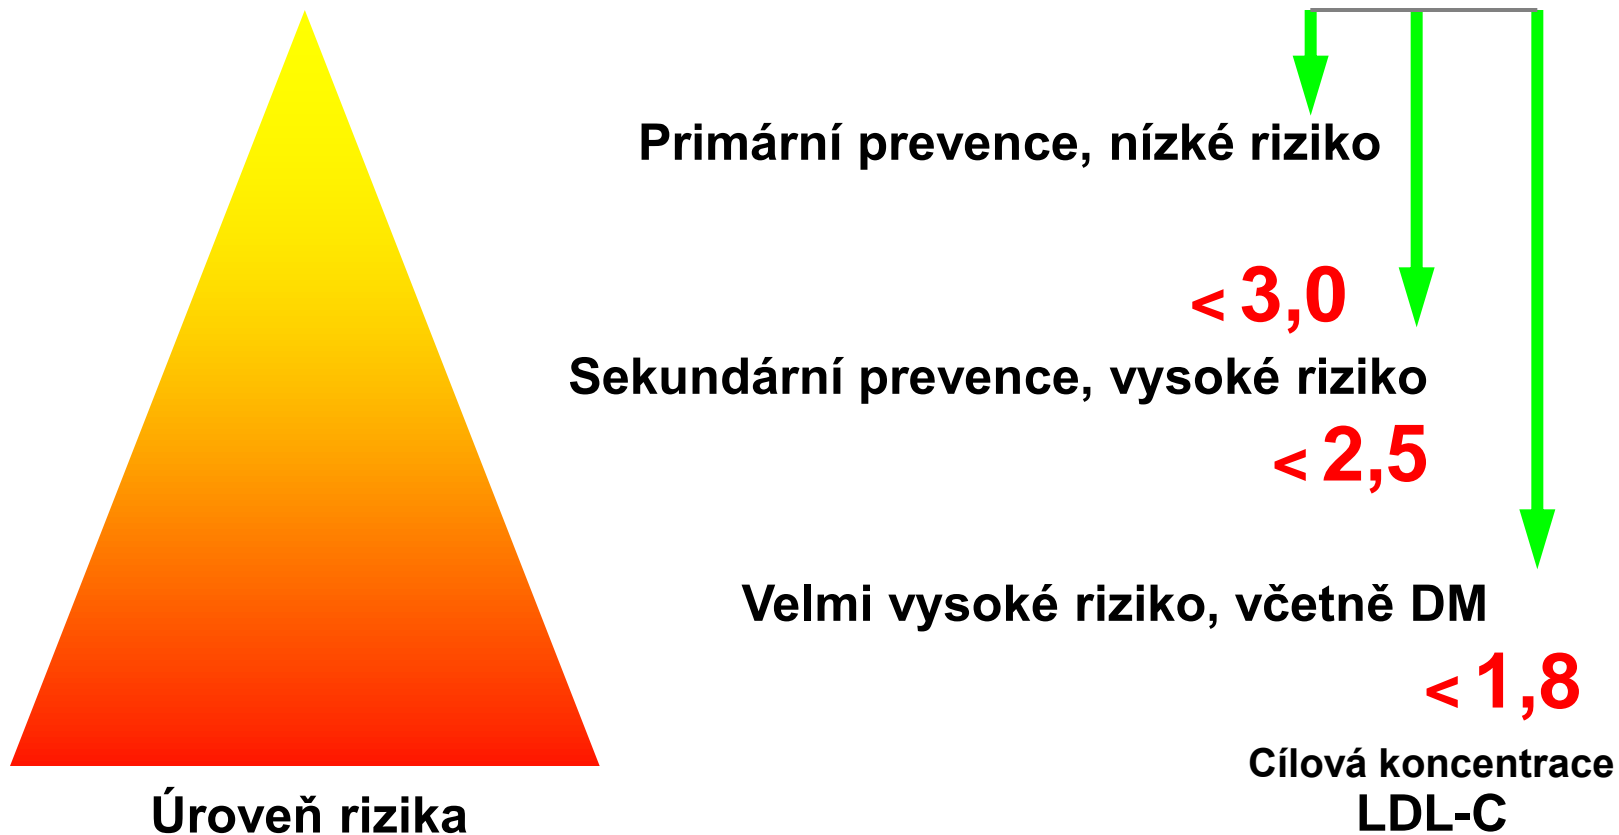 Primární prevence, nízké riziko
< 3,0
Sekundární prevence, vysoké riziko
< 2,5
Velmi vysoké riziko, včetně DM
< 1,8
Cílová koncentrace
LDL-C
Úroveň rizika